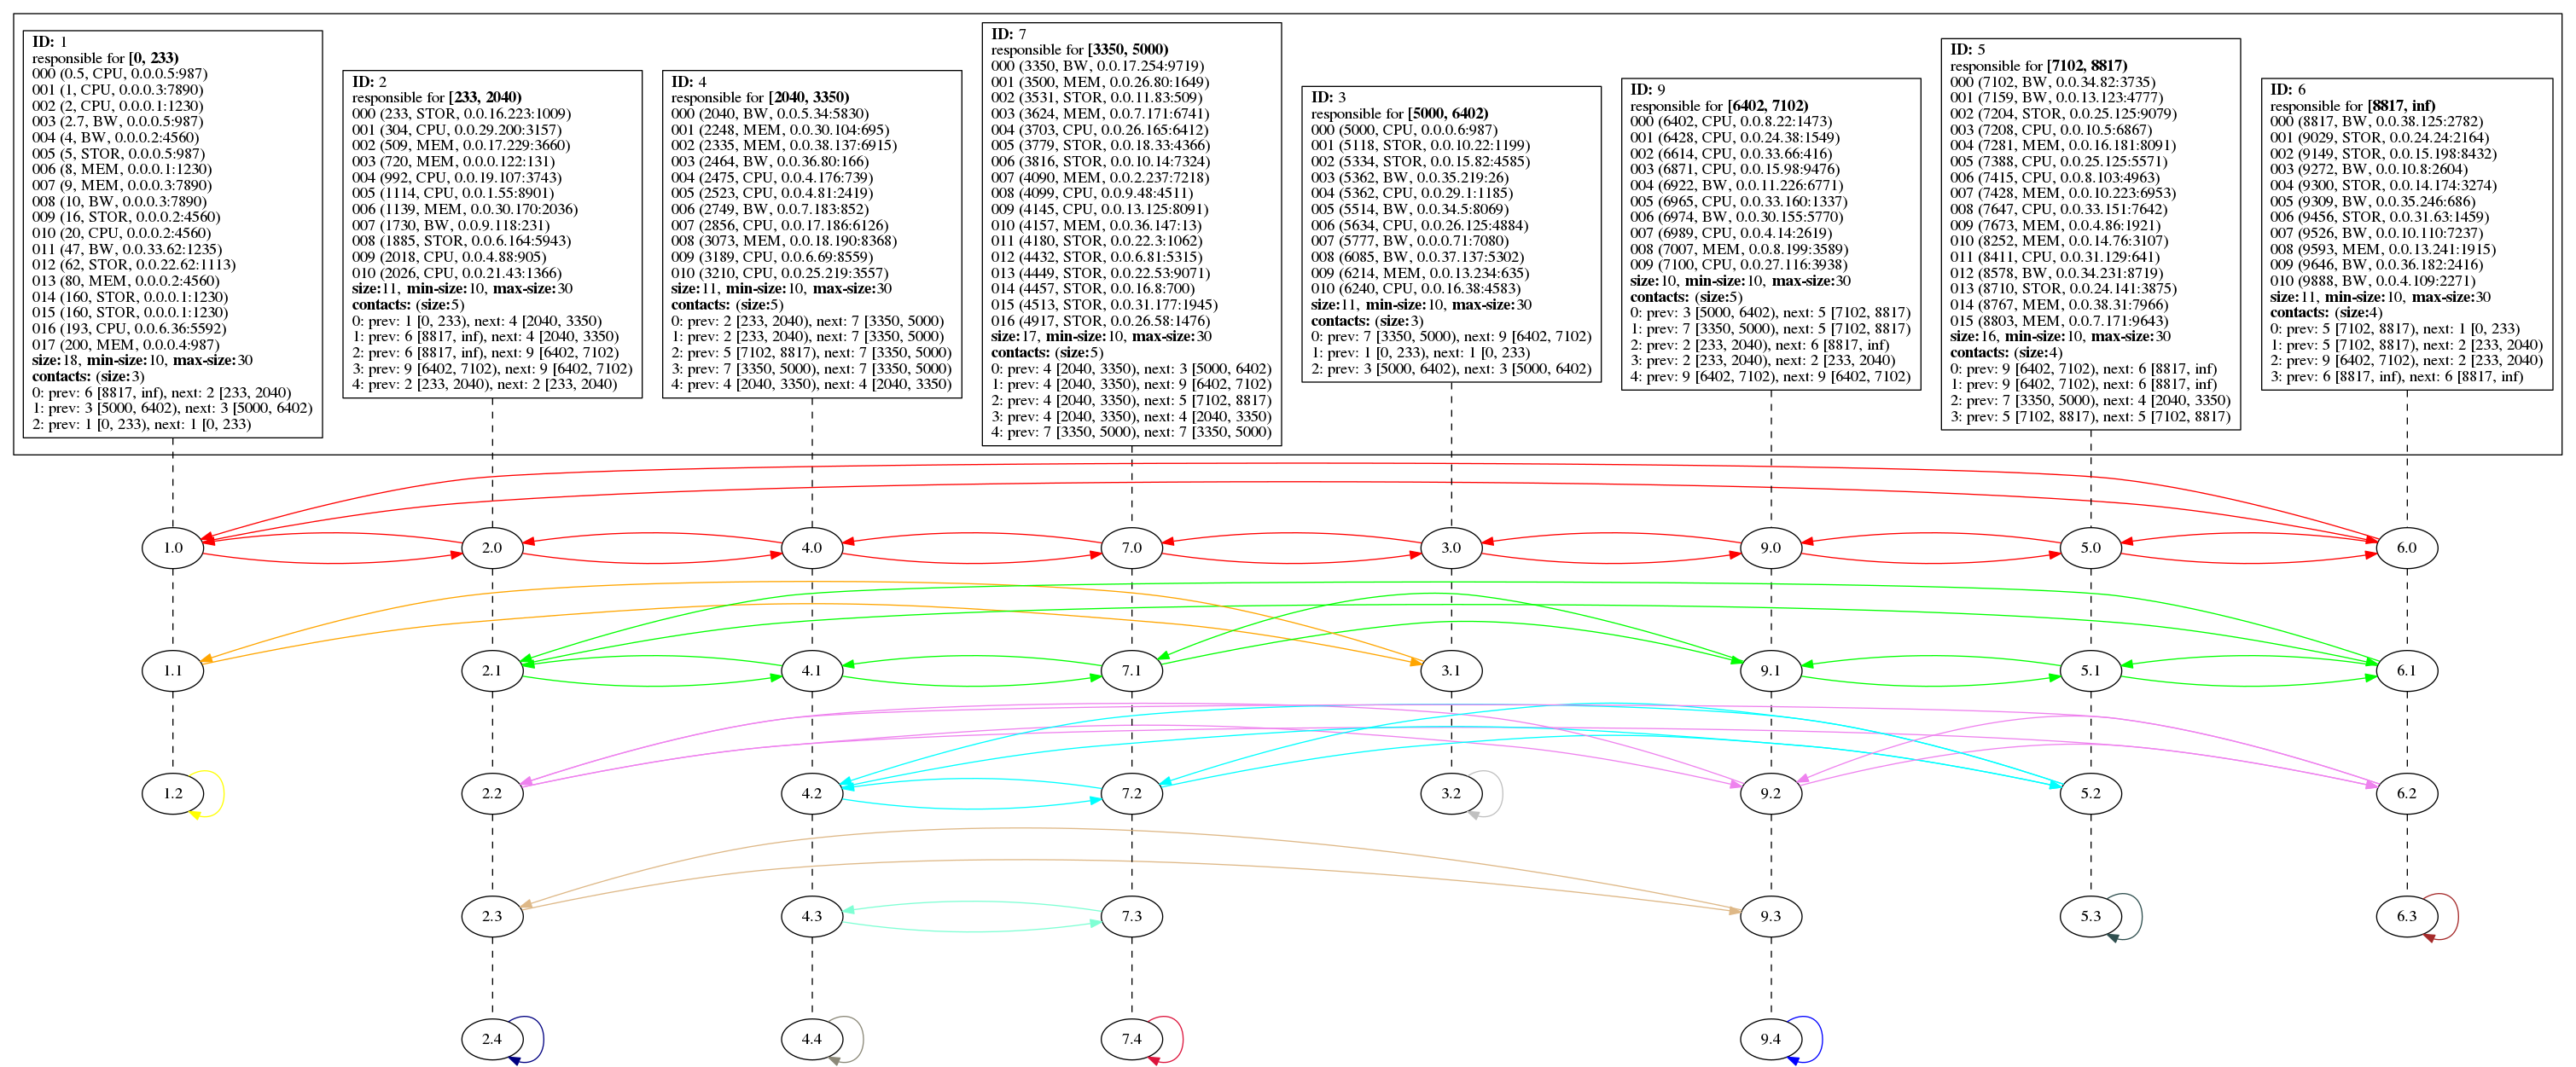 ID: 1
responsible for [0, 233)
000 (0.5, CPU, 0.0.0.5:987)
001 (1, CPU, 0.0.0.3:7890)
002 (2, CPU, 0.0.0.1:1230)
003 (2.7, BW, 0.0.0.5:987)
004 (4, BW, 0.0.0.2:4560)
005 (5, STOR, 0.0.0.5:987)
006 (8, MEM, 0.0.0.1:1230)
007 (9, MEM, 0.0.0.3:7890)
008 (10, BW, 0.0.0.3:7890)
009 (16, STOR, 0.0.0.2:4560)
010 (20, CPU, 0.0.0.2:4560)
011 (47, BW, 0.0.33.62:1235)
012 (62, STOR, 0.0.22.62:1113)
013 (80, MEM, 0.0.0.2:4560)
014 (160, STOR, 0.0.0.1:1230)
015 (160, STOR, 0.0.0.1:1230)
016 (193, CPU, 0.0.6.36:5592)
017 (200, MEM, 0.0.0.4:987)
size:18, min-size:10, max-size:30
contacts: (size:3)
0: prev: 6 [8817, inf), next: 2 [233, 2040)
1: prev: 3 [5000, 6402), next: 3 [5000, 6402)
2: prev: 1 [0, 233), next: 1 [0, 233)
ID: 2
responsible for [233, 2040)
000 (233, STOR, 0.0.16.223:1009)
001 (304, CPU, 0.0.29.200:3157)
002 (509, MEM, 0.0.17.229:3660)
003 (720, MEM, 0.0.0.122:131)
004 (992, CPU, 0.0.19.107:3743)
005 (1114, CPU, 0.0.1.55:8901)
006 (1139, MEM, 0.0.30.170:2036)
007 (1730, BW, 0.0.9.118:231)
008 (1885, STOR, 0.0.6.164:5943)
009 (2018, CPU, 0.0.4.88:905)
010 (2026, CPU, 0.0.21.43:1366)
size:11, min-size:10, max-size:30
contacts: (size:5)
0: prev: 1 [0, 233), next: 4 [2040, 3350)
1: prev: 6 [8817, inf), next: 4 [2040, 3350)
2: prev: 6 [8817, inf), next: 9 [6402, 7102)
3: prev: 9 [6402, 7102), next: 9 [6402, 7102)
4: prev: 2 [233, 2040), next: 2 [233, 2040)
ID: 4
responsible for [2040, 3350)
000 (2040, BW, 0.0.5.34:5830)
001 (2248, MEM, 0.0.30.104:695)
002 (2335, MEM, 0.0.38.137:6915)
003 (2464, BW, 0.0.36.80:166)
004 (2475, CPU, 0.0.4.176:739)
005 (2523, CPU, 0.0.4.81:2419)
006 (2749, BW, 0.0.7.183:852)
007 (2856, CPU, 0.0.17.186:6126)
008 (3073, MEM, 0.0.18.190:8368)
009 (3189, CPU, 0.0.6.69:8559)
010 (3210, CPU, 0.0.25.219:3557)
size:11, min-size:10, max-size:30
contacts: (size:5)
0: prev: 2 [233, 2040), next: 7 [3350, 5000)
1: prev: 2 [233, 2040), next: 7 [3350, 5000)
2: prev: 5 [7102, 8817), next: 7 [3350, 5000)
3: prev: 7 [3350, 5000), next: 7 [3350, 5000)
4: prev: 4 [2040, 3350), next: 4 [2040, 3350)
ID: 7
responsible for [3350, 5000)
000 (3350, BW, 0.0.17.254:9719)
001 (3500, MEM, 0.0.26.80:1649)
002 (3531, STOR, 0.0.11.83:509)
003 (3624, MEM, 0.0.7.171:6741)
004 (3703, CPU, 0.0.26.165:6412)
005 (3779, STOR, 0.0.18.33:4366)
006 (3816, STOR, 0.0.10.14:7324)
007 (4090, MEM, 0.0.2.237:7218)
008 (4099, CPU, 0.0.9.48:4511)
009 (4145, CPU, 0.0.13.125:8091)
010 (4157, MEM, 0.0.36.147:13)
011 (4180, STOR, 0.0.22.3:1062)
012 (4432, STOR, 0.0.6.81:5315)
013 (4449, STOR, 0.0.22.53:9071)
014 (4457, STOR, 0.0.16.8:700)
015 (4513, STOR, 0.0.31.177:1945)
016 (4917, STOR, 0.0.26.58:1476)
size:17, min-size:10, max-size:30
contacts: (size:5)
0: prev: 4 [2040, 3350), next: 3 [5000, 6402)
1: prev: 4 [2040, 3350), next: 9 [6402, 7102)
2: prev: 4 [2040, 3350), next: 5 [7102, 8817)
3: prev: 4 [2040, 3350), next: 4 [2040, 3350)
4: prev: 7 [3350, 5000), next: 7 [3350, 5000)
ID: 3
responsible for [5000, 6402)
000 (5000, CPU, 0.0.0.6:987)
001 (5118, STOR, 0.0.10.22:1199)
002 (5334, STOR, 0.0.15.82:4585)
003 (5362, BW, 0.0.35.219:26)
004 (5362, CPU, 0.0.29.1:1185)
005 (5514, BW, 0.0.34.5:8069)
006 (5634, CPU, 0.0.26.125:4884)
007 (5777, BW, 0.0.0.71:7080)
008 (6085, BW, 0.0.37.137:5302)
009 (6214, MEM, 0.0.13.234:635)
010 (6240, CPU, 0.0.16.38:4583)
size:11, min-size:10, max-size:30
contacts: (size:3)
0: prev: 7 [3350, 5000), next: 9 [6402, 7102)
1: prev: 1 [0, 233), next: 1 [0, 233)
2: prev: 3 [5000, 6402), next: 3 [5000, 6402)
ID: 9
responsible for [6402, 7102)
000 (6402, CPU, 0.0.8.22:1473)
001 (6428, CPU, 0.0.24.38:1549)
002 (6614, CPU, 0.0.33.66:416)
003 (6871, CPU, 0.0.15.98:9476)
004 (6922, BW, 0.0.11.226:6771)
005 (6965, CPU, 0.0.33.160:1337)
006 (6974, BW, 0.0.30.155:5770)
007 (6989, CPU, 0.0.4.14:2619)
008 (7007, MEM, 0.0.8.199:3589)
009 (7100, CPU, 0.0.27.116:3938)
size:10, min-size:10, max-size:30
contacts: (size:5)
0: prev: 3 [5000, 6402), next: 5 [7102, 8817)
1: prev: 7 [3350, 5000), next: 5 [7102, 8817)
2: prev: 2 [233, 2040), next: 6 [8817, inf)
3: prev: 2 [233, 2040), next: 2 [233, 2040)
4: prev: 9 [6402, 7102), next: 9 [6402, 7102)
ID: 5
responsible for [7102, 8817)
000 (7102, BW, 0.0.34.82:3735)
001 (7159, BW, 0.0.13.123:4777)
002 (7204, STOR, 0.0.25.125:9079)
003 (7208, CPU, 0.0.10.5:6867)
004 (7281, MEM, 0.0.16.181:8091)
005 (7388, CPU, 0.0.25.125:5571)
006 (7415, CPU, 0.0.8.103:4963)
007 (7428, MEM, 0.0.10.223:6953)
008 (7647, CPU, 0.0.33.151:7642)
009 (7673, MEM, 0.0.4.86:1921)
010 (8252, MEM, 0.0.14.76:3107)
011 (8411, CPU, 0.0.31.129:641)
012 (8578, BW, 0.0.34.231:8719)
013 (8710, STOR, 0.0.24.141:3875)
014 (8767, MEM, 0.0.38.31:7966)
015 (8803, MEM, 0.0.7.171:9643)
size:16, min-size:10, max-size:30
contacts: (size:4)
0: prev: 9 [6402, 7102), next: 6 [8817, inf)
1: prev: 9 [6402, 7102), next: 6 [8817, inf)
2: prev: 7 [3350, 5000), next: 4 [2040, 3350)
3: prev: 5 [7102, 8817), next: 5 [7102, 8817)
ID: 6
responsible for [8817, inf)
000 (8817, BW, 0.0.38.125:2782)
001 (9029, STOR, 0.0.24.24:2164)
002 (9149, STOR, 0.0.15.198:8432)
003 (9272, BW, 0.0.10.8:2604)
004 (9300, STOR, 0.0.14.174:3274)
005 (9309, BW, 0.0.35.246:686)
006 (9456, STOR, 0.0.31.63:1459)
007 (9526, BW, 0.0.10.110:7237)
008 (9593, MEM, 0.0.13.241:1915)
009 (9646, BW, 0.0.36.182:2416)
010 (9888, BW, 0.0.4.109:2271)
size:11, min-size:10, max-size:30
contacts: (size:4)
0: prev: 5 [7102, 8817), next: 1 [0, 233)
1: prev: 5 [7102, 8817), next: 2 [233, 2040)
2: prev: 9 [6402, 7102), next: 2 [233, 2040)
3: prev: 6 [8817, inf), next: 6 [8817, inf)
1.0 2.0 4.0 7.0 3.0 9.0 5.0 6.0
1.1 2.1 4.1 7.1 3.1 9.1 5.1 6.1
1.2 2.2 4.2 7.2 3.2 9.2 5.2 6.2
2.3 4.3 7.3 9.3 5.3 6.3
2.4 4.4 7.4 9.4